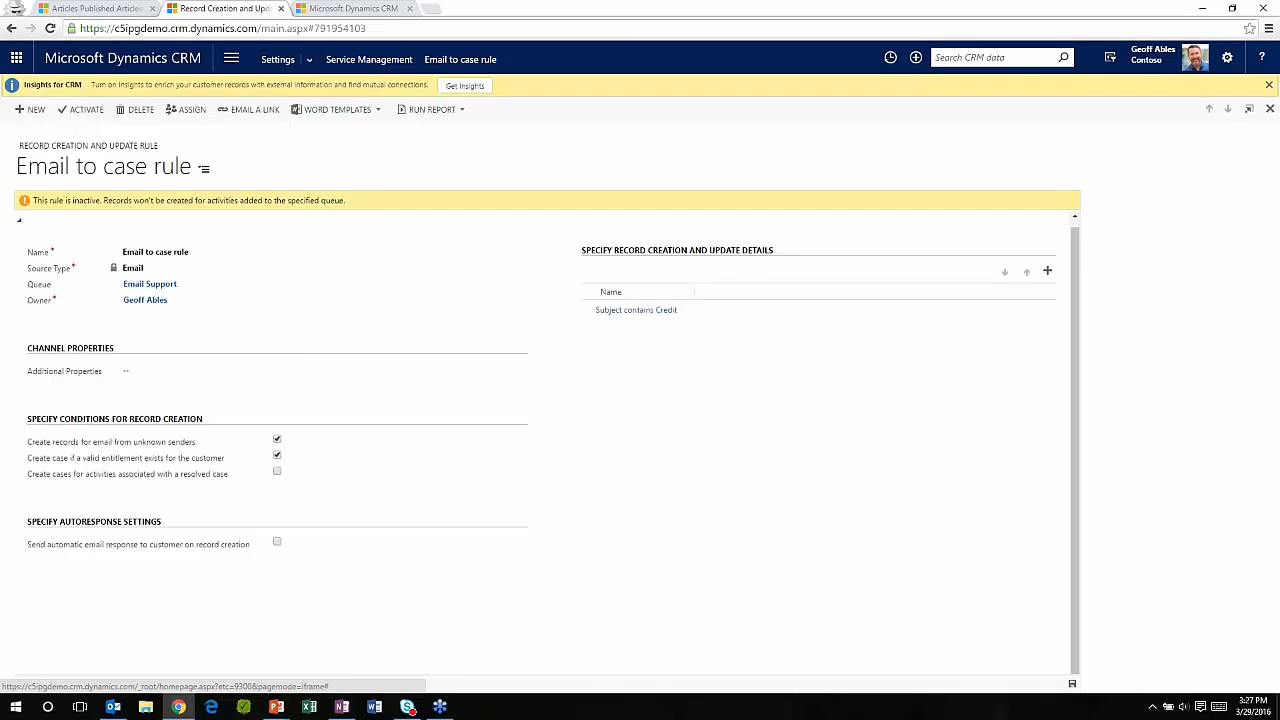 Articles Published Articles
Record Creation and Upda
Microsoft Dynamics CRM
https://c5ipgdemo.crm.dynamics.com/main.aspx#791954103
Microsoft Dynamics CRM
Settings
Service Management
Email to case rule
Search CRM data
Geoff Ables
Contoso
?
Insights for CRM Turn on Insights to enrich your customer records with external information and find mutual connections. Get Insights
NEW
ACTIVATE
DELETE
ASSIGN
EMAIL A LINK
WORD TEMPLATES
RUN REPORT
RECORD CREATION AND UPDATE RULE
Email to case rule
This rule is inactive. Records won't be created for activities added to the specified queue.
Name* Email to case rule
Source Type* Email
Queue Email Support
Owner* Geoff Ables
CHANNEL PROPERTIES
Additional Properties --
SPECIFY CONDITIONS FOR RECORD CREATION
Create records for email from unknown senders
Create case if a valid entitlement exists for the customer
Create cases for activities associated with a resolved case
SPECIFY AUTORESPONSE SETTINGS
Send automatic email response to customer on record creation
SPECIFY RECORD CREATION AND UPDATE DETAILS
Name
Subject contains Credit
https://c5ipgdemo.crm.dynamics.com/_root/homepage.aspx?etc=9300&pagemode=iframe#
3:27 PM
3/29/2016